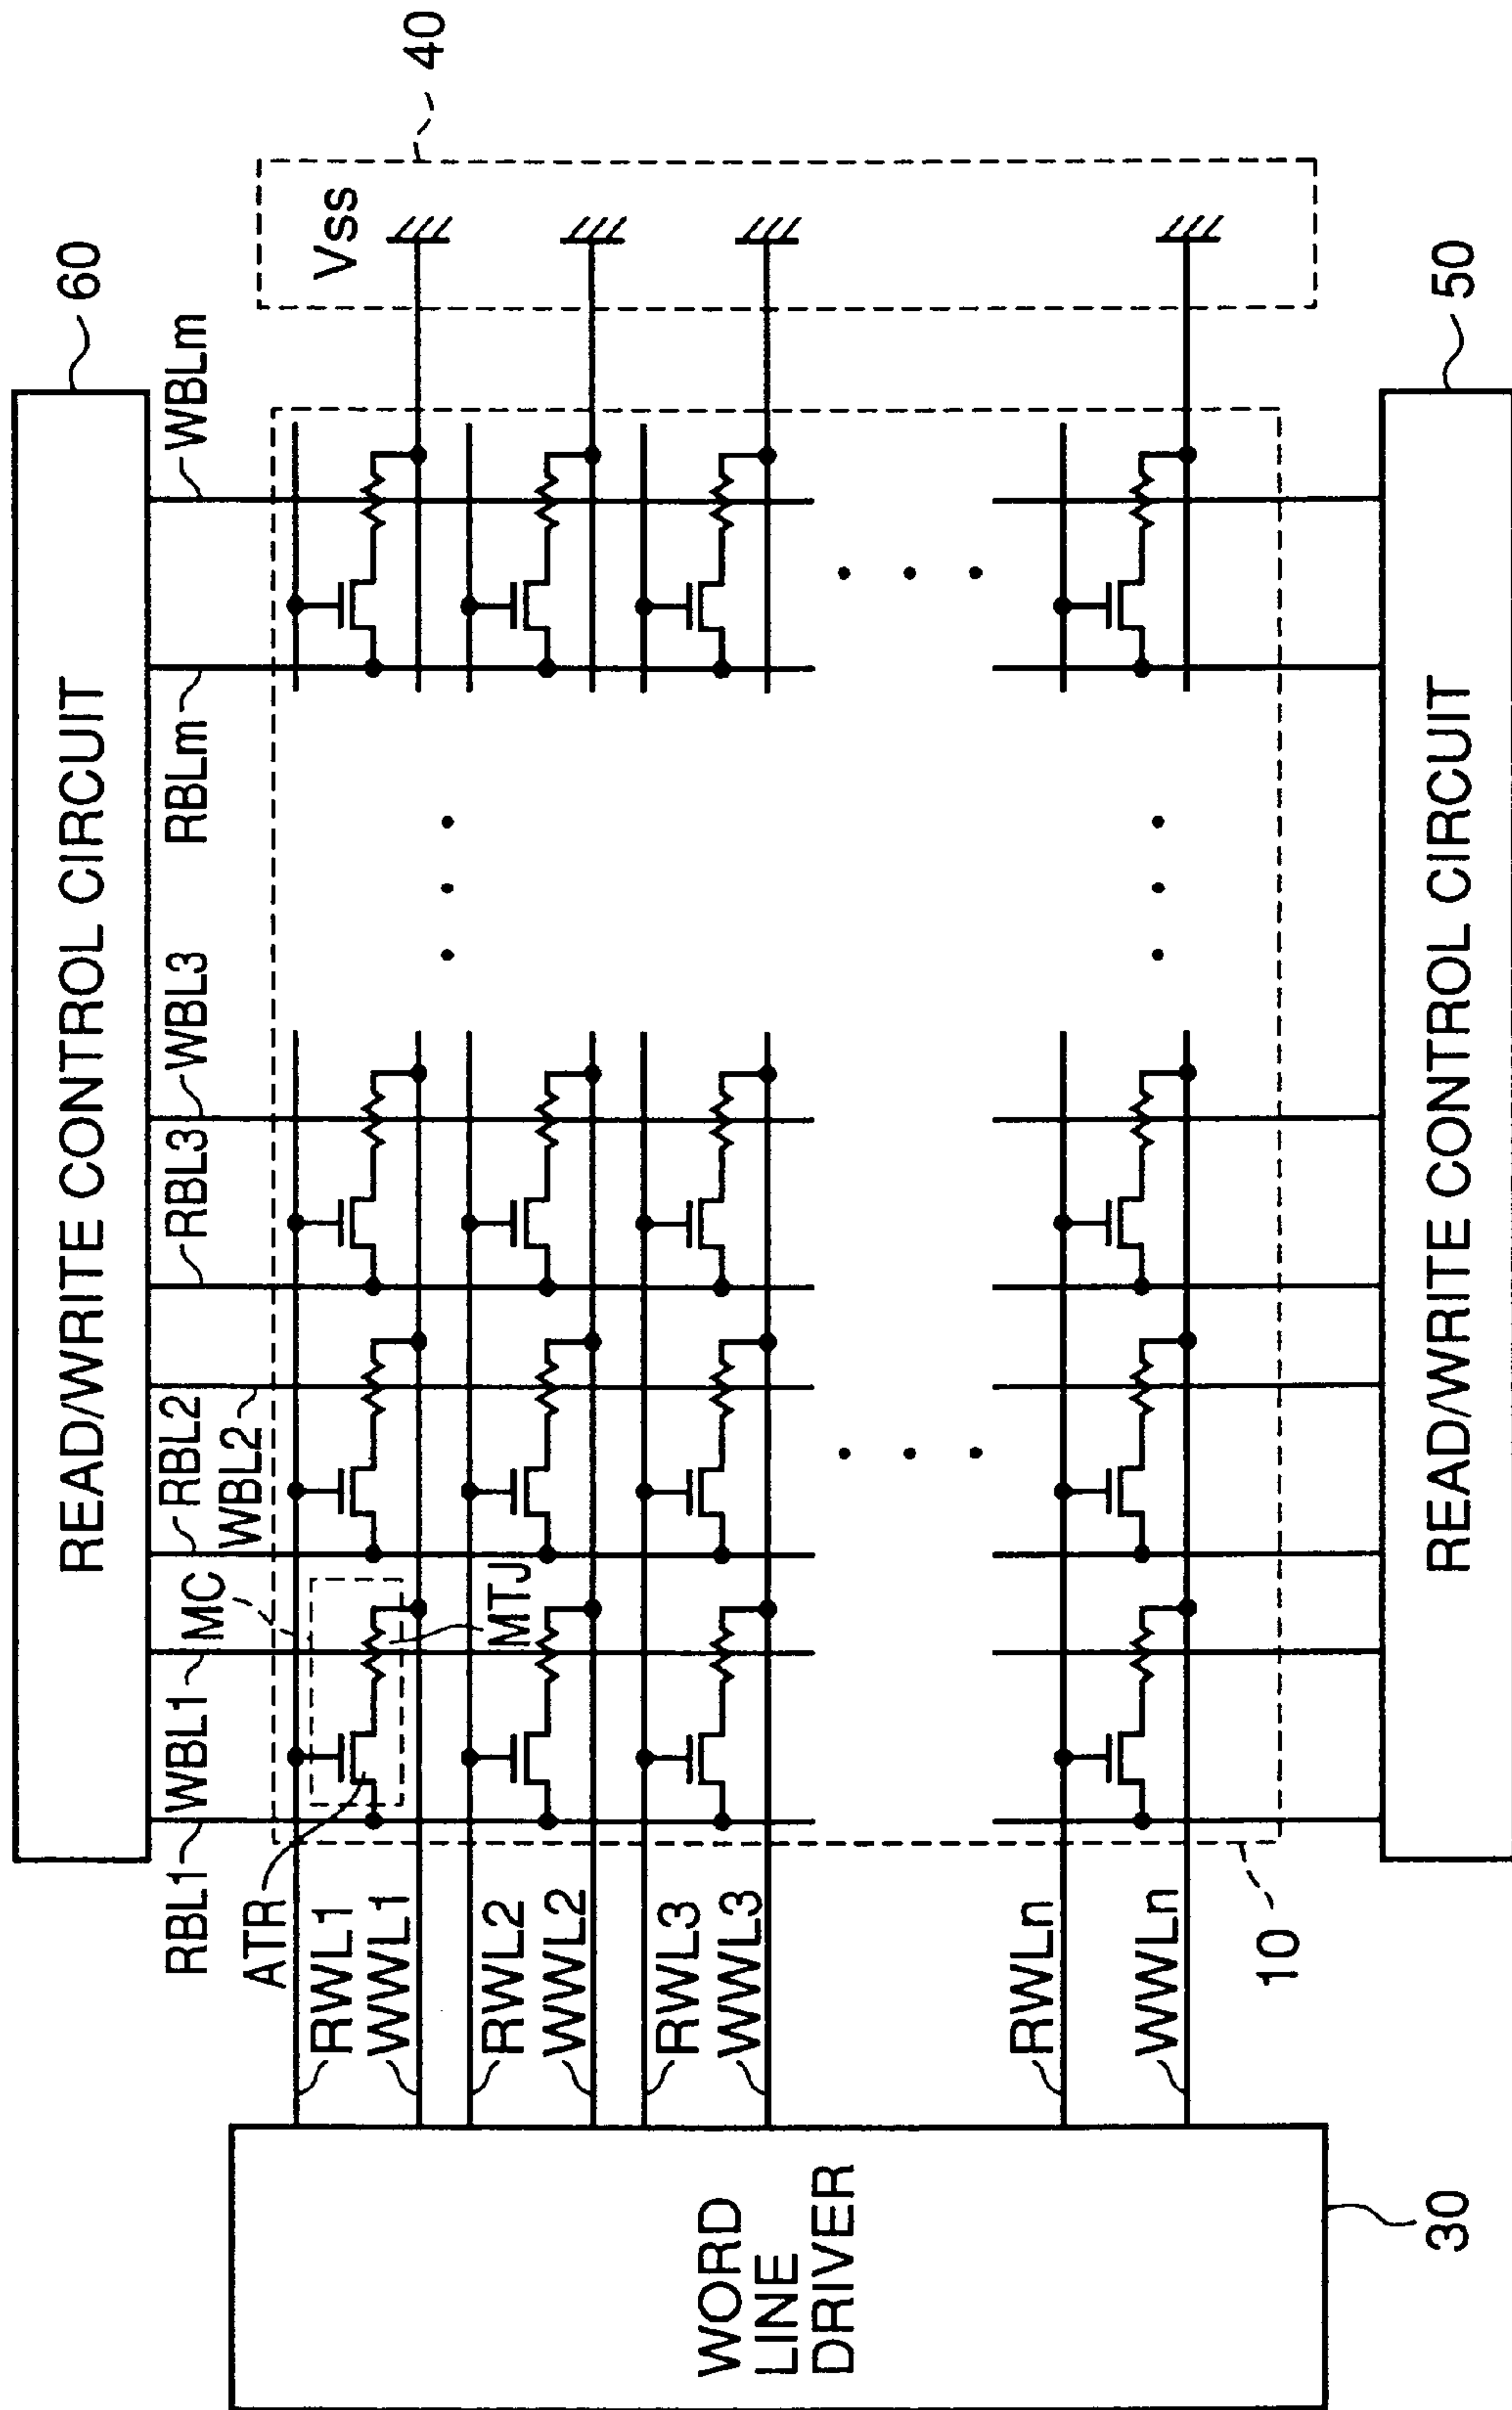 READ/WRITE CONTROL CIRCUIT
60
RBL1
WBL1
MC
RBL2
WBL2
RBL3
WBL3
RBLm
WBLm
40
Vss
ATR
MTJ
RWL1
WWL1
RWL2
WWL2
RWL3
WWL3
RWLn
WWLn
10
WORD
LINE
DRIVER
30
READ/WRITE CONTROL CIRCUIT
50